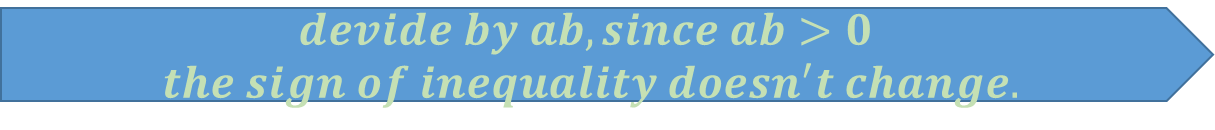 devide by ab, since ab > 0
the sign of inequality doesn't change.